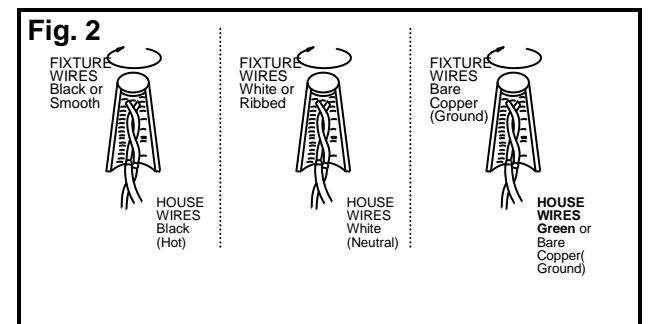 Fig. 2
FIXTURE
WIRES
Black or
Smooth
HOUSE
WIRES
Black
(Hot)
FIXTURE
WIRES
White or
Ribbed
HOUSE
WIRES
White
(Neutral)
FIXTURE
WIRES
Bare
Copper
(Ground)
HOUSE
WIRES
Green or
Bare
Copper(
Ground)